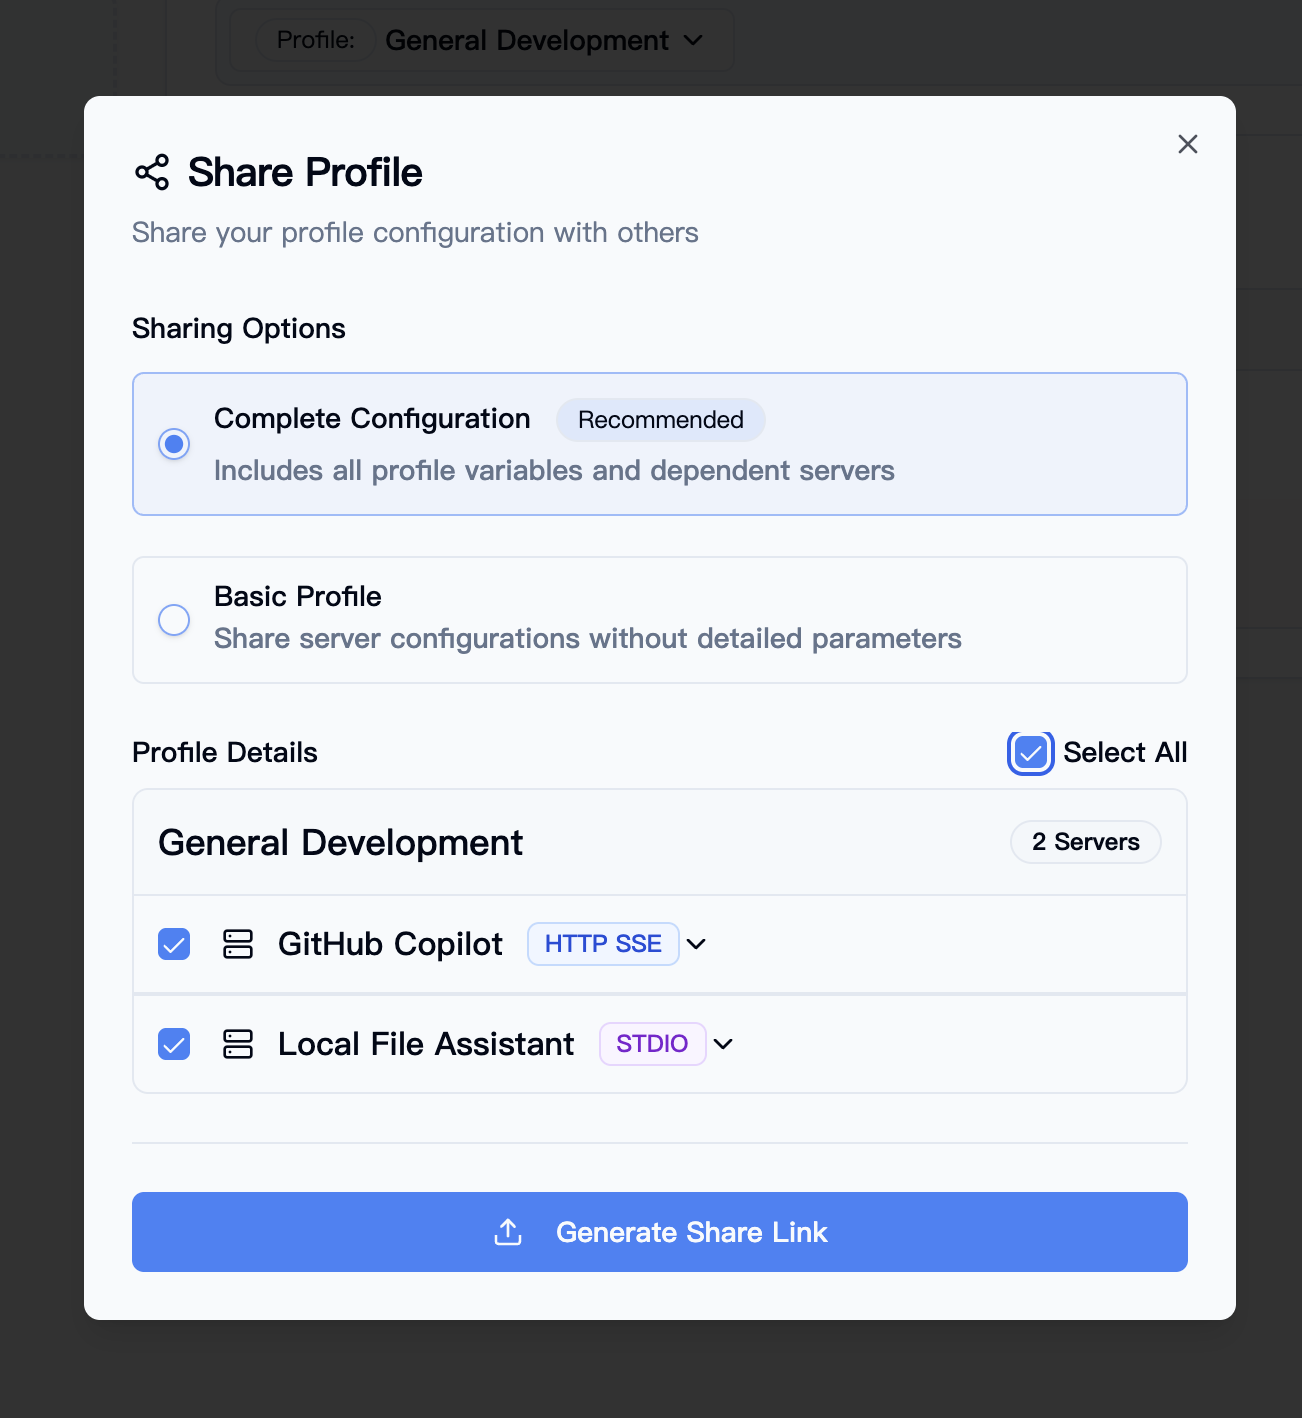 Profile: General Development
Share Profile
Share your profile configuration with others
Sharing Options
Complete Configuration Recommended
Includes all profile variables and dependent servers
Basic Profile
Share server configurations without detailed parameters
Profile Details Select All
General Development 2 Servers
GitHub Copilot HTTP SSE
Local File Assistant STDIO
Generate Share Link